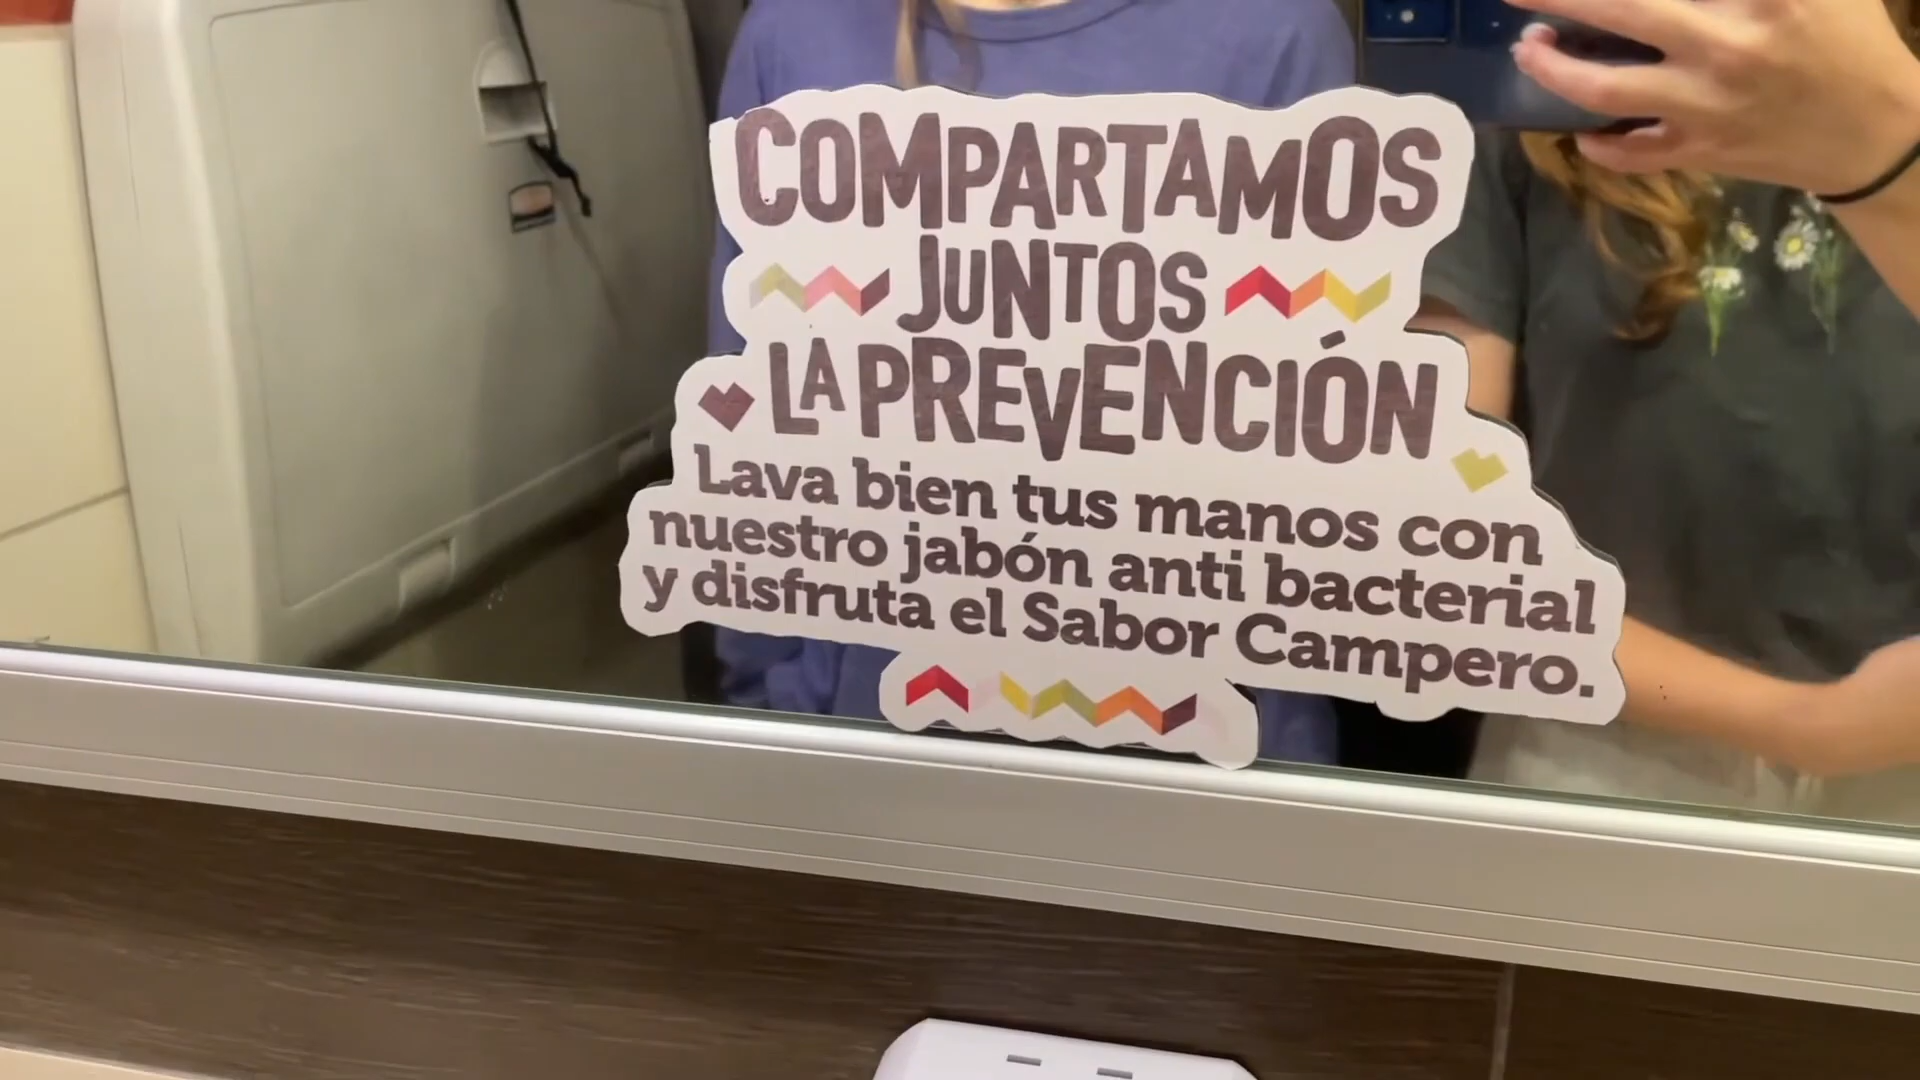 COMPARTAMOS
JUNTOS
LA PREVENCIÓN
Lava bien tus manos con
nuestro jabón anti bacterial
y disfruta el Sabor Campero.